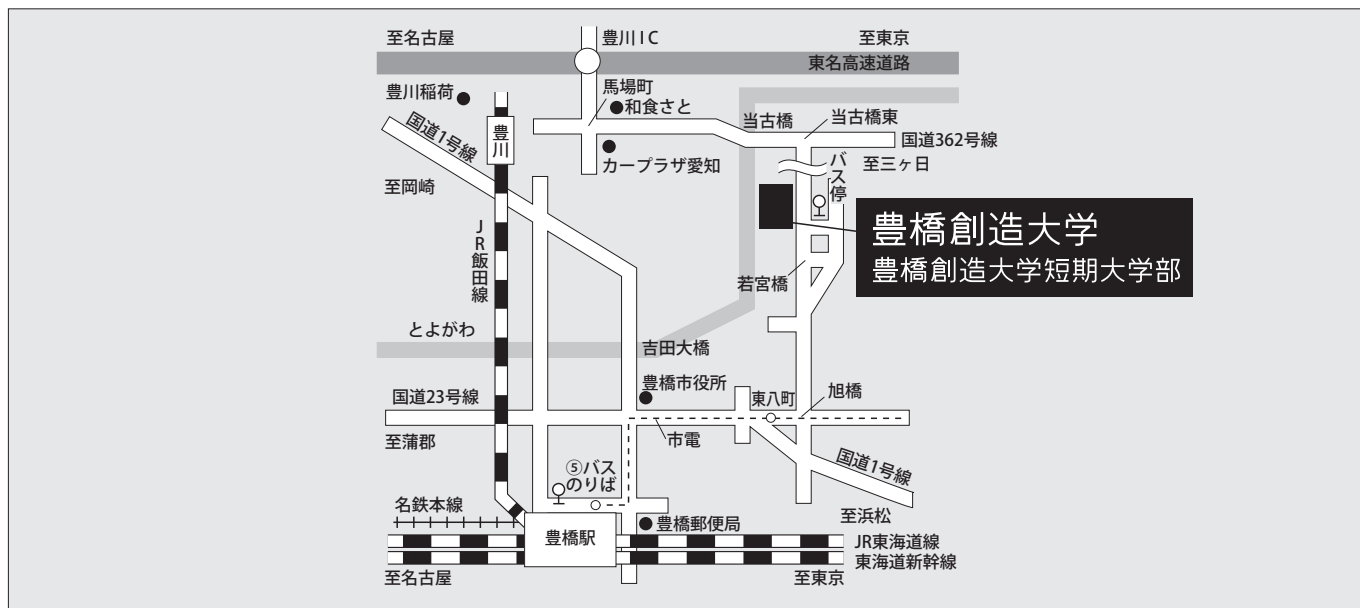 至名古屋
豊川IC
至東京
東名高速道路
豊川稲荷
馬場町
和食さと
国道1号線
豊川
当古橋
当古橋東
国道362号線
カープラザ愛知
バス停
至三ヶ日
至岡崎
JR飯田線
豊橋創造大学
豊橋創造大学短期大学部
若宮橋
とよがわ
吉田大橋
豊橋市役所
国道23号線
東八町
旭橋
至蒲郡
市電
⑤バス
のりば
国道1号線
名鉄本線
至浜松
豊橋郵便局
豊橋駅
JR東海道線
東海道新幹線
至名古屋
至東京